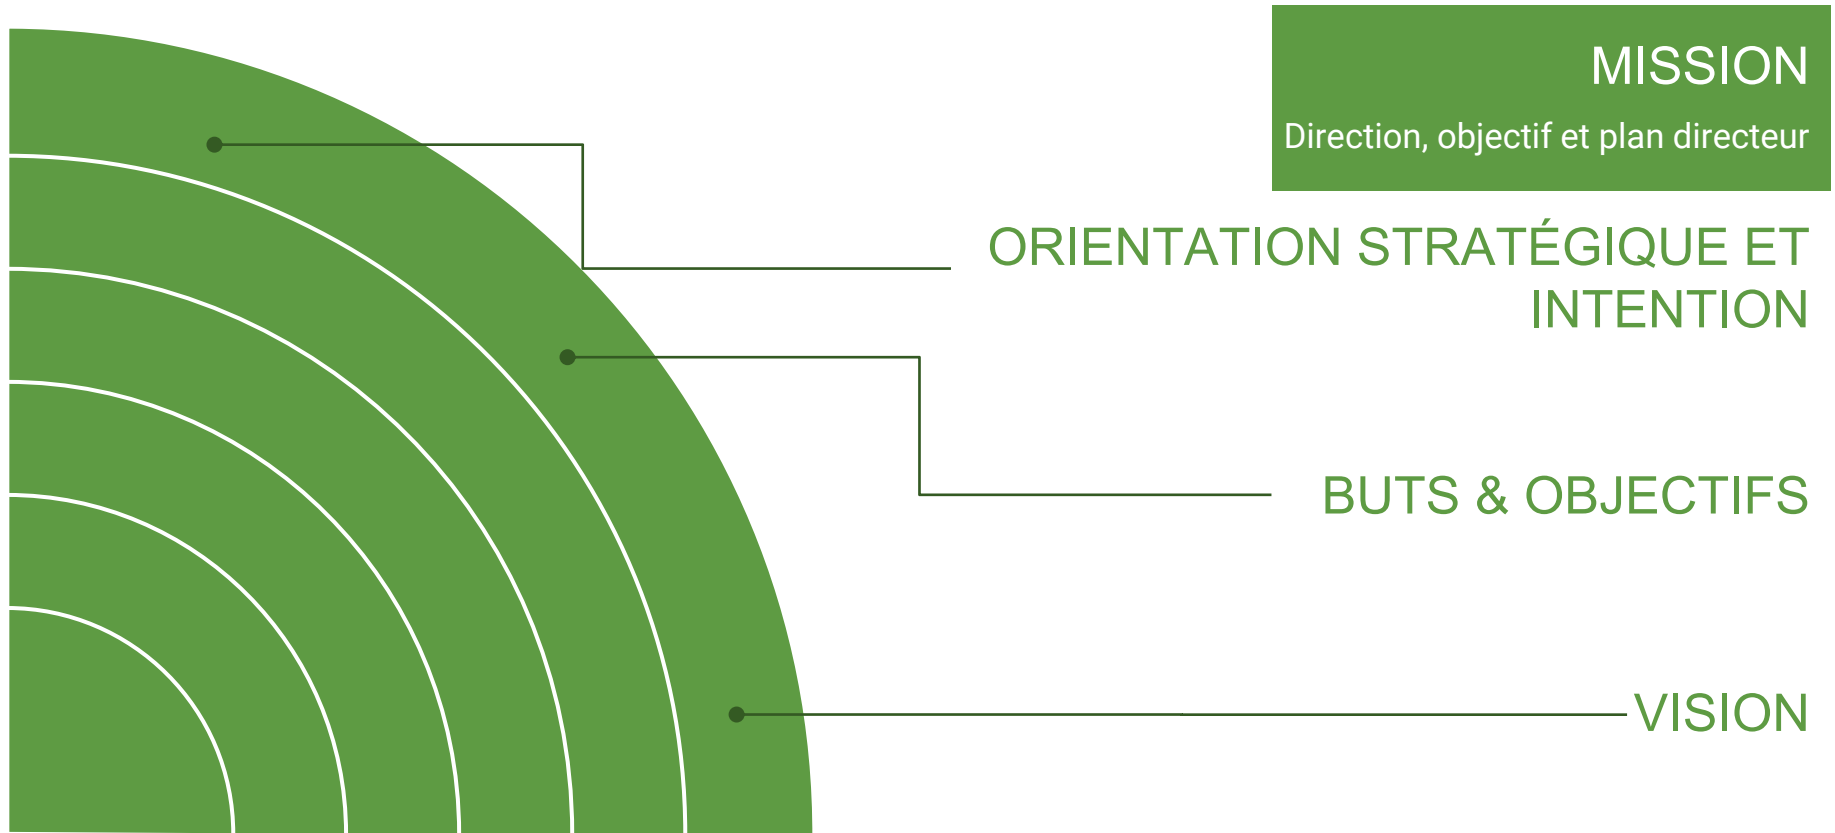 MISSION
Direction, objectif et plan directeur
ORIENTATION STRATÉGIQUE ET
INTENTION
BUTS & OBJECTIFS
VISION